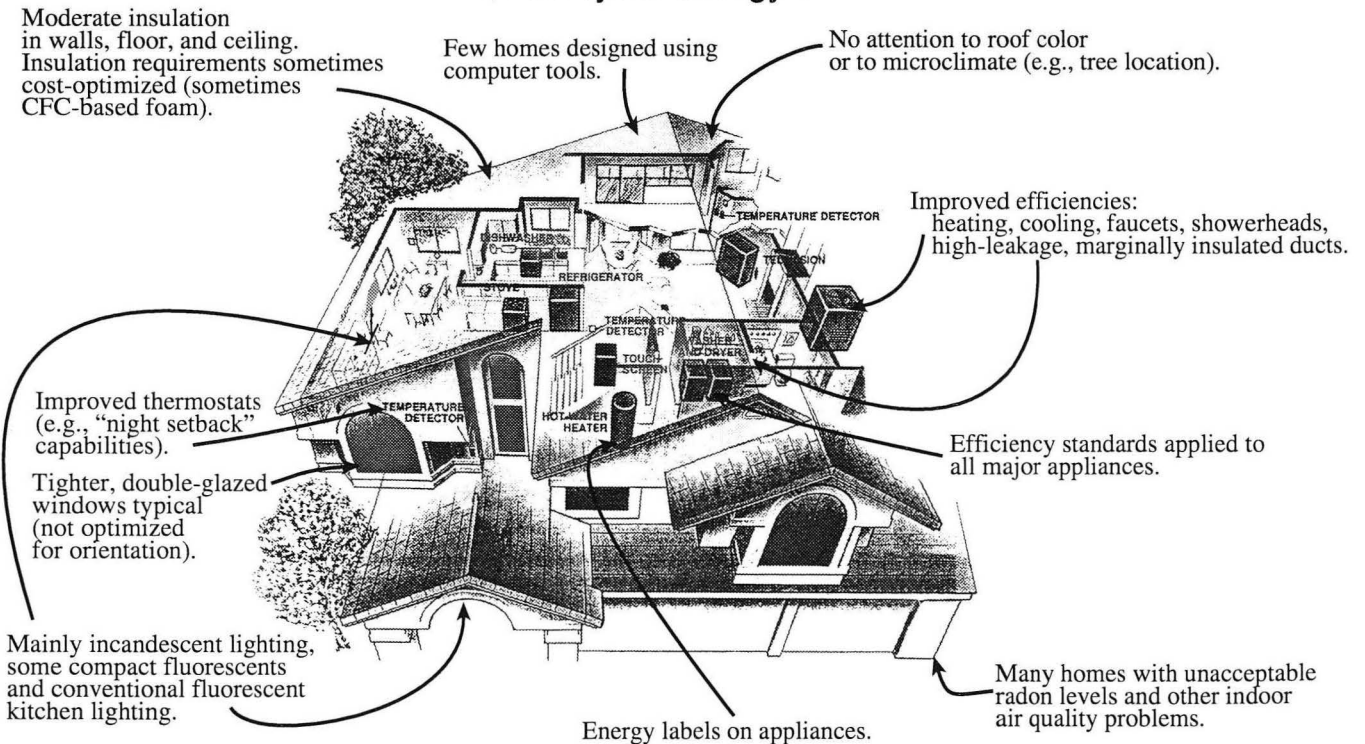 Moderate insulation
in walls, floor, and ceiling.
Insulation requirements sometimes
cost-optimized (sometimes
CFC-based foam).
Few homes designed using
computer tools.
No attention to roof color
or to microclimate (e.g., tree location).
Improved efficiencies:
heating, cooling, faucets, showerheads,
high-leakage, marginally insulated ducts.
TEMPERATURE DETECTOR
DISHWASHER
TELEVISION
REFRIGERATOR
STOVE
TEMPERATURE
DETECTOR
WASHER
AND DRYER
TOUCH
SCREEN
Improved thermostats
(e.g., “night setback”
capabilities).
TEMPERATURE
DETECTOR
HOT WATER
HEATER
Tighter, double-glazed
windows typical
(not optimized
for orientation).
Efficiency standards applied to
all major appliances.
Mainly incandescent lighting,
some compact fluorescents
and conventional fluorescent
kitchen lighting.
Energy labels on appliances.
Many homes with unacceptable
radon levels and other indoor
air quality problems.